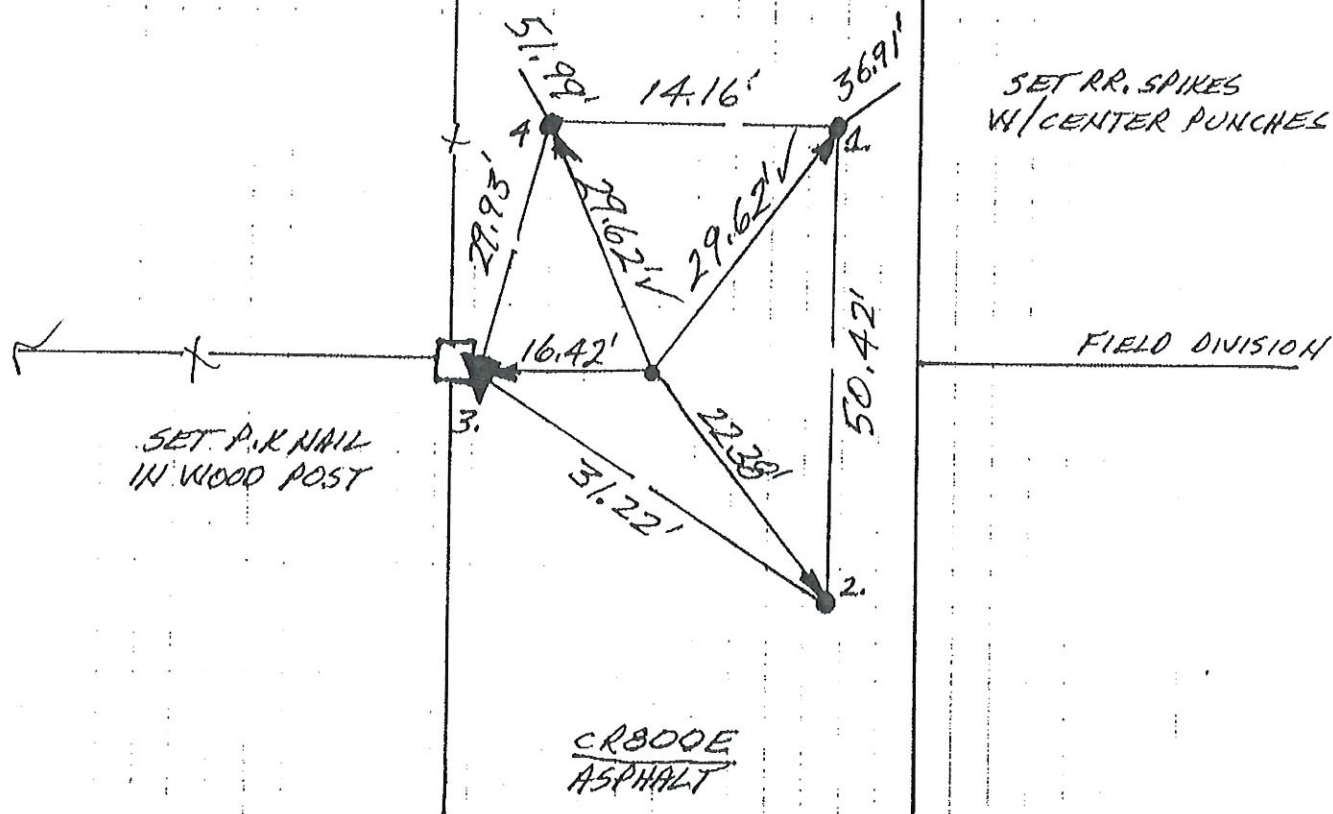 51.99'
14.16'
36.91'
SET RR. SPIKES
W/CENTER PUNCHES
4
1.
29.93'
29.62'✓
29.62'✓
50.42'
16.42'
FIELD DIVISION
3.
SET P.K NAIL
IN WOOD POST
22.38'
31.22'
2.
CR800E
ASPHALT